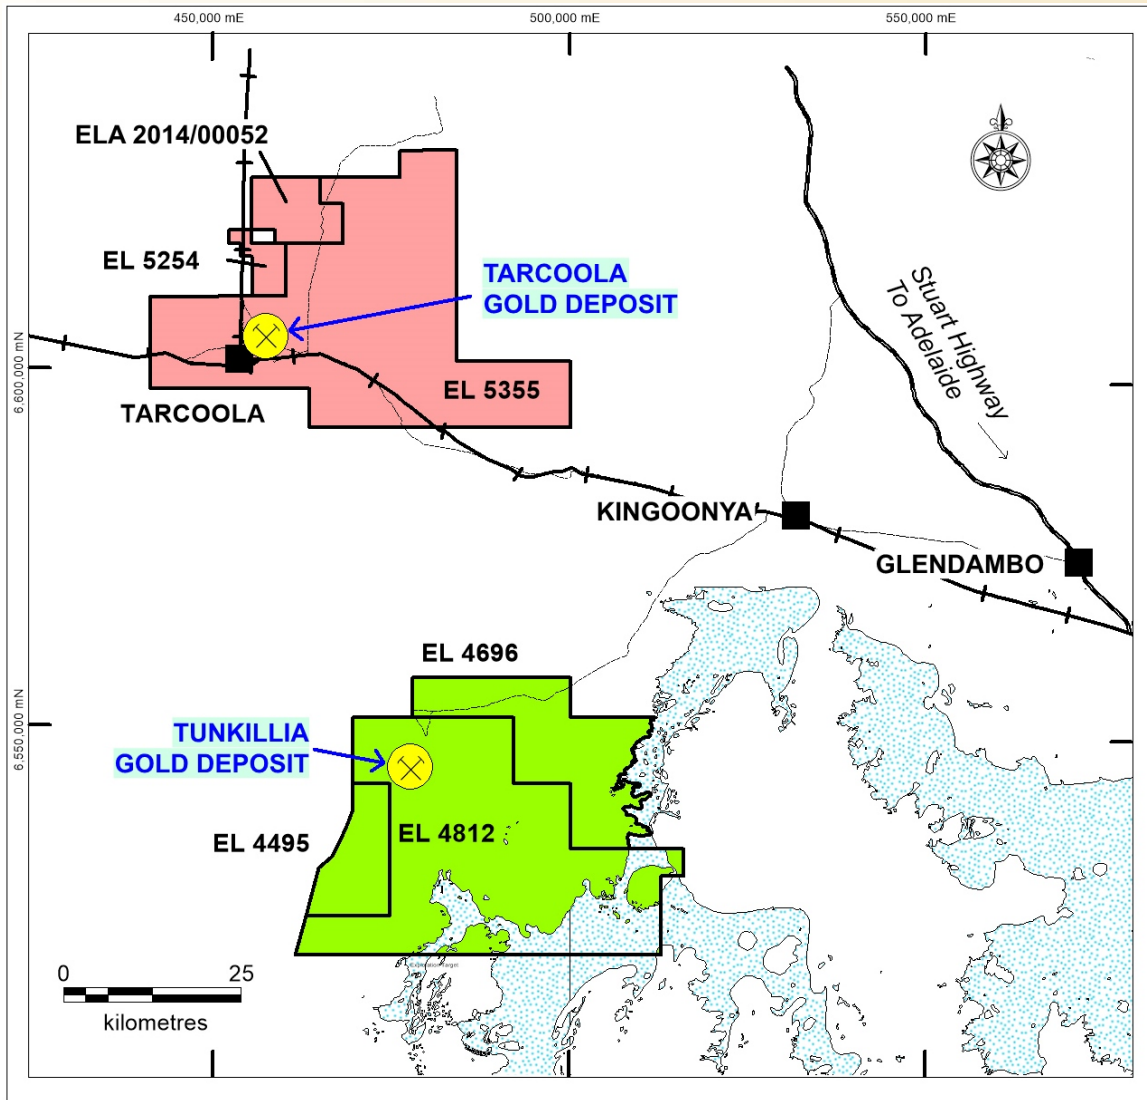 450,000 mE
500,000 mE
550,000 mE
ELA 2014/00052
EL 5254
TARCOOLA
GOLD DEPOSIT
Stuart Highway
To Adelaide
6,600,000 mN
EL 5355
TARCOOLA
KINGOONYA
GLENDAMBO
EL 4696
6,550,000 mN
TUNKILLIA
GOLD DEPOSIT
EL 4495
EL 4812
Exploration Target
0
25
kilometres